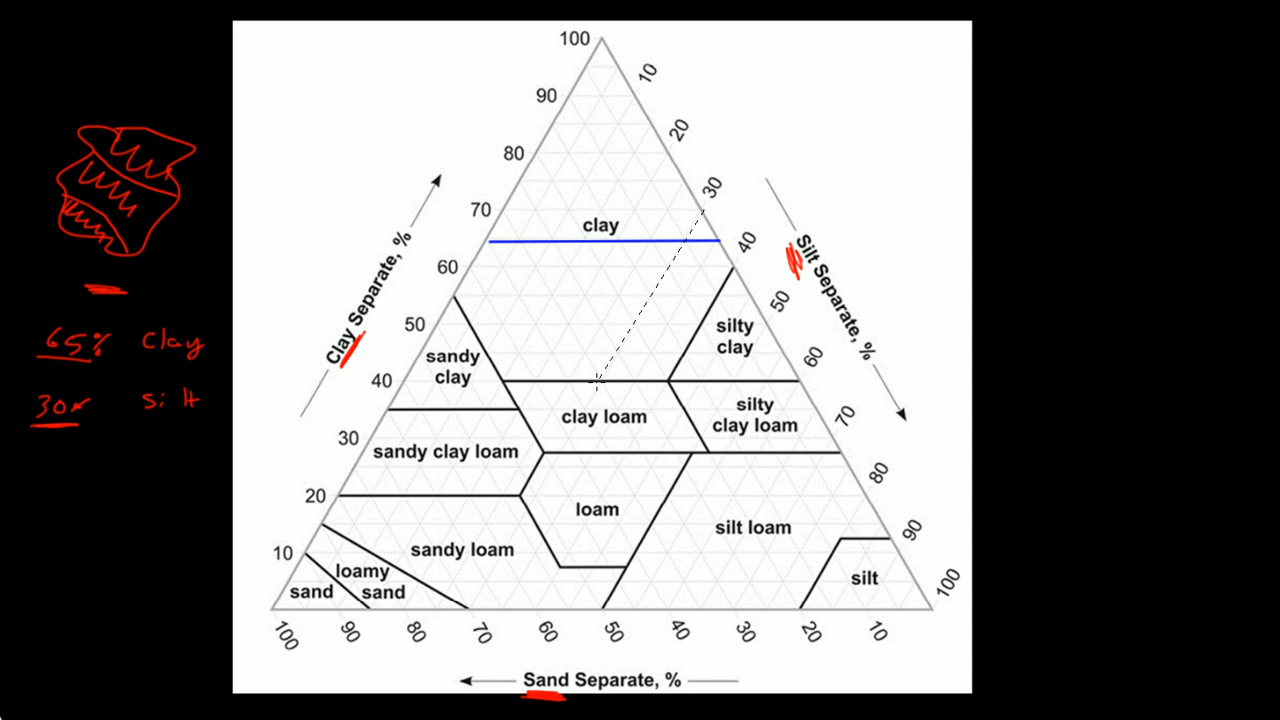 100
10
90
20
80
30
70
clay
40
60
50
50
silty
clay
sandy
clay
60
40
silty
clay loam
clay loam
70
30
sandy clay loam
80
20
loam
silt loam
90
sandy loam
10
loamy
sand
sand
silt
100
100
90
80
70
60
50
40
30
20
10
Clay Separate, %
Silt Separate, %
Sand Separate, %
65% Clay
30% Silt